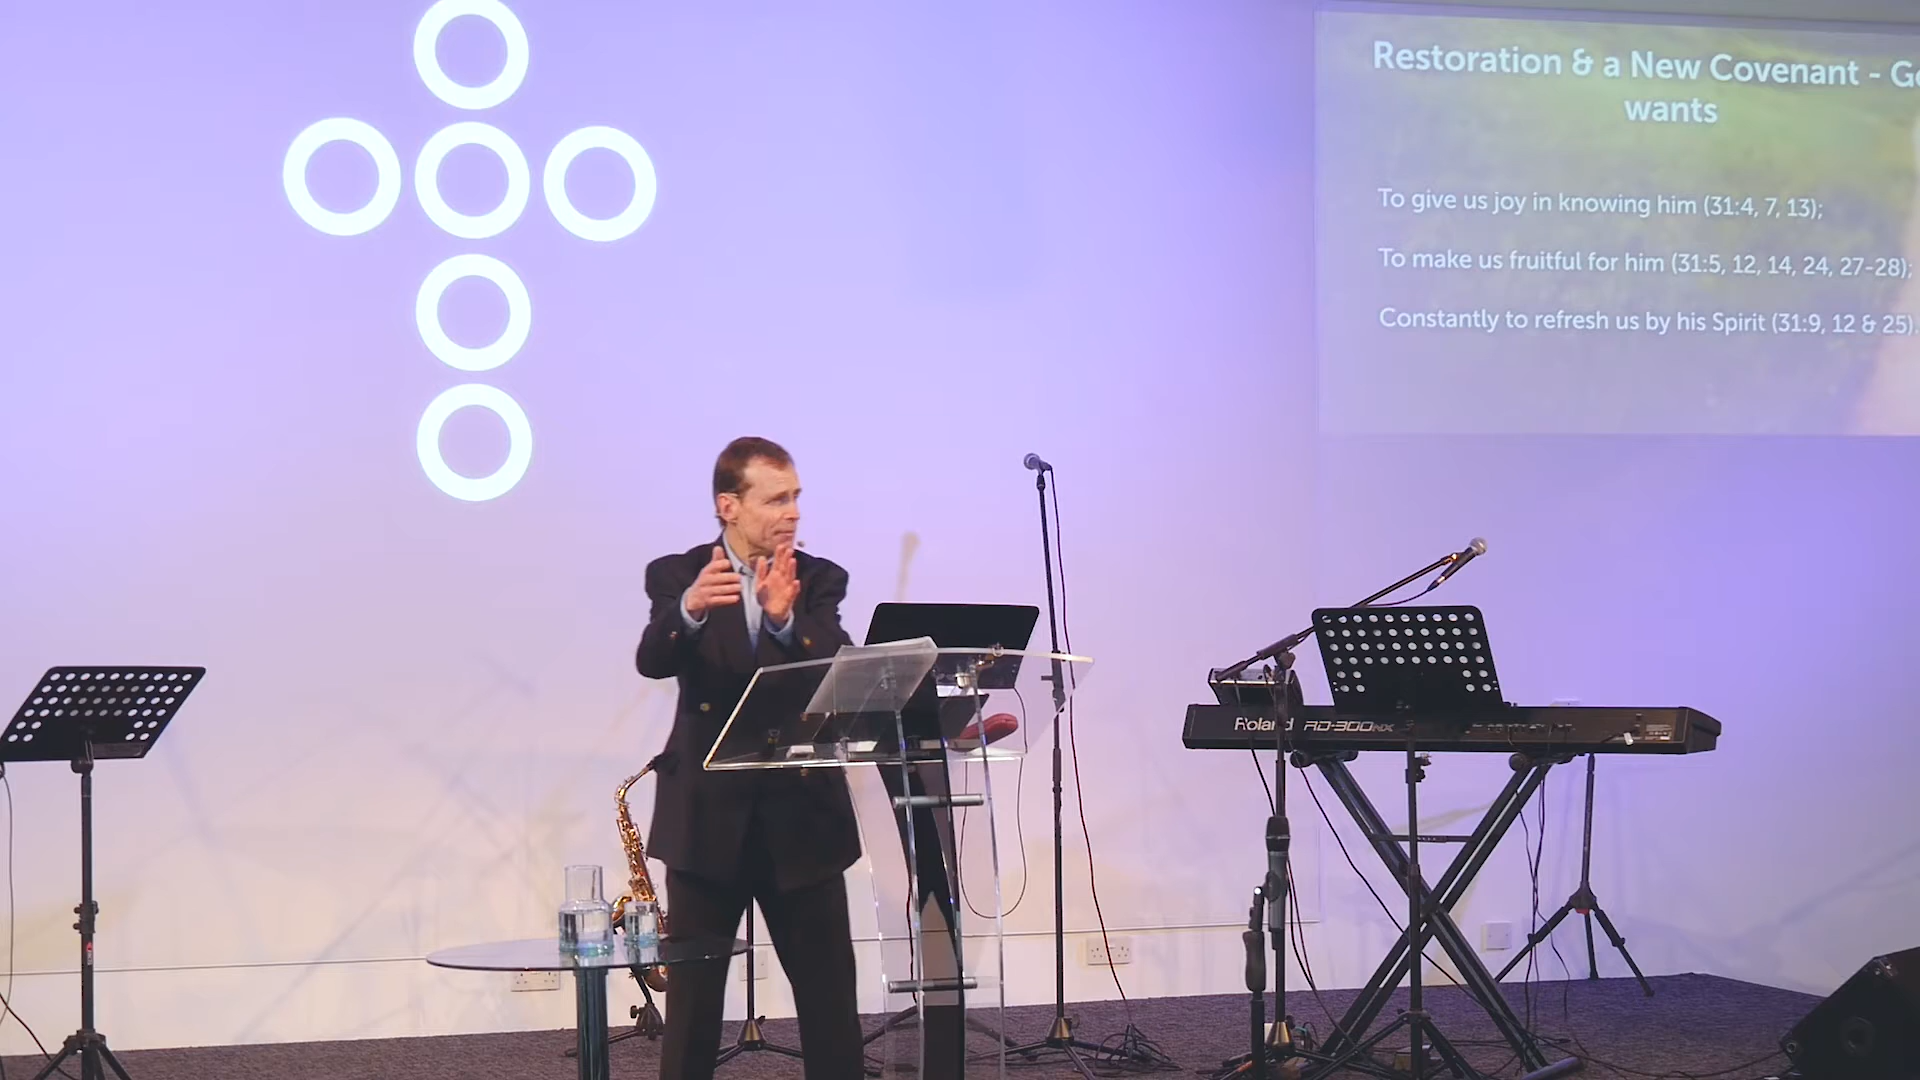 Restoration & a New Covenant -
wants
To give us joy in knowing him (31:4, 7, 13);
To make us fruitful for him (31:5, 12, 14, 24, 27-28);
Constantly to refresh us by his Spirit (31:9, 12 & 25).
Roland RD-300NX